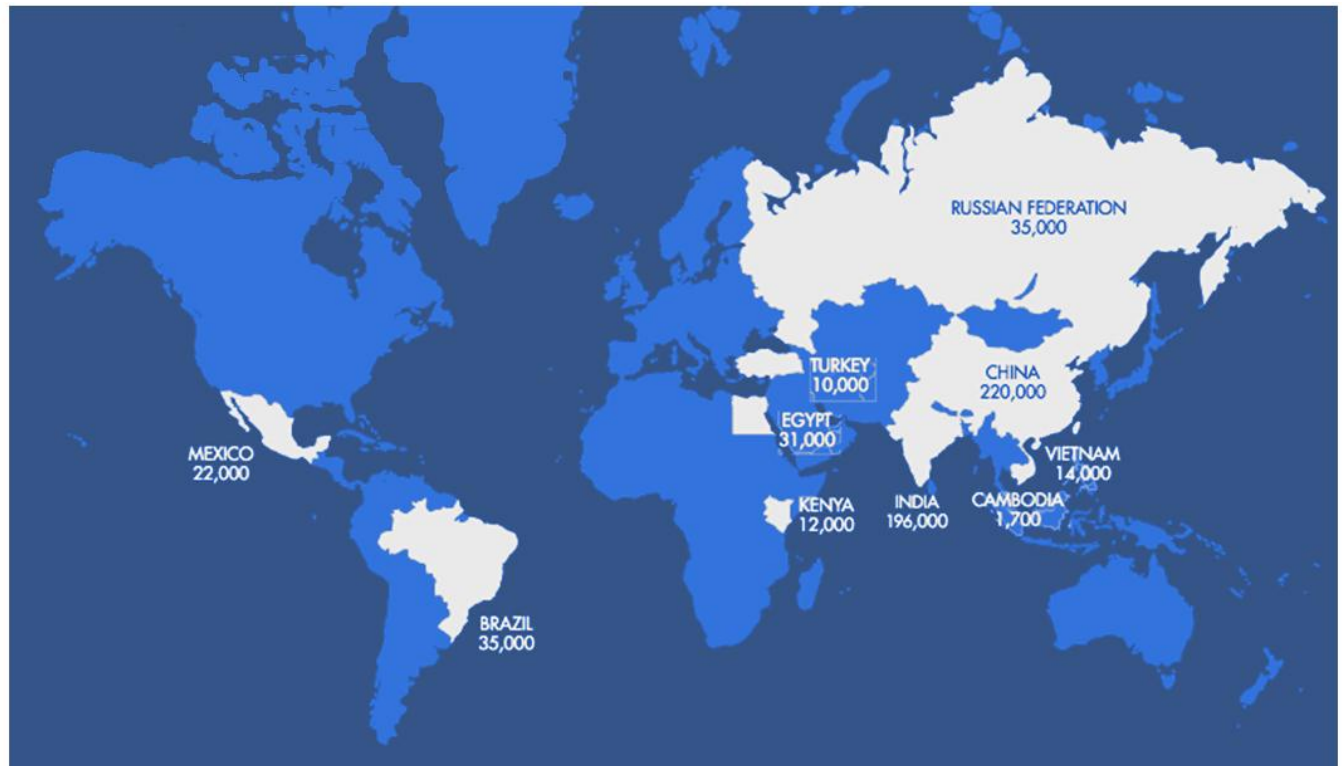 RUSSIAN FEDERATION
35,000
TURKEY
10,000
CHINA
220,000
EGYPT
31,000
MEXICO
22,000
VIETNAM
14,000
KENYA
12,000
INDIA
196,000
CAMBODIA
1,700
BRAZIL
35,000